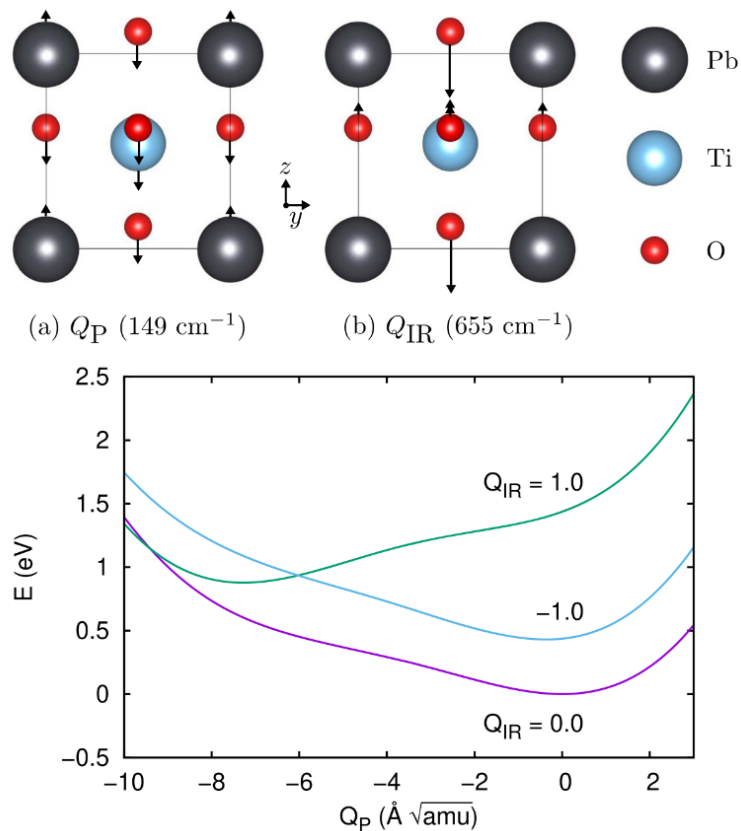 Pb
Ti
O
z
y
(a) Q_P (149 cm⁻¹)
(b) Q_IR (655 cm⁻¹)
2.5
2
1.5
1
0.5
0
−0.5
E (eV)
Q_IR = 1.0
−1.0
Q_IR = 0.0
−10 −8 −6 −4 −2 0 2
Q_P (Å √amu)